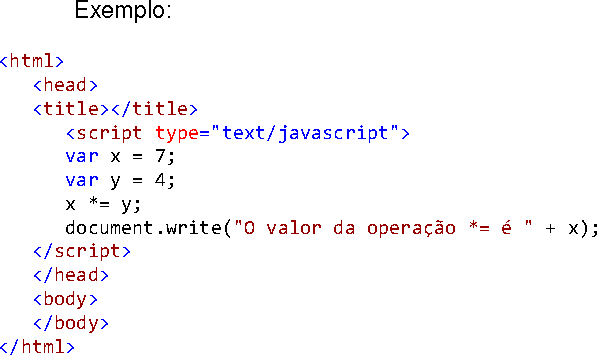 Exemplo:
<html>
<head>
<title></title>
<script type="text/javascript">
var x = 7;
var y = 4;
x *= y;
document.write("O valor da operação *= é " + x);
</script>
</head>
<body>
</body>
</html>